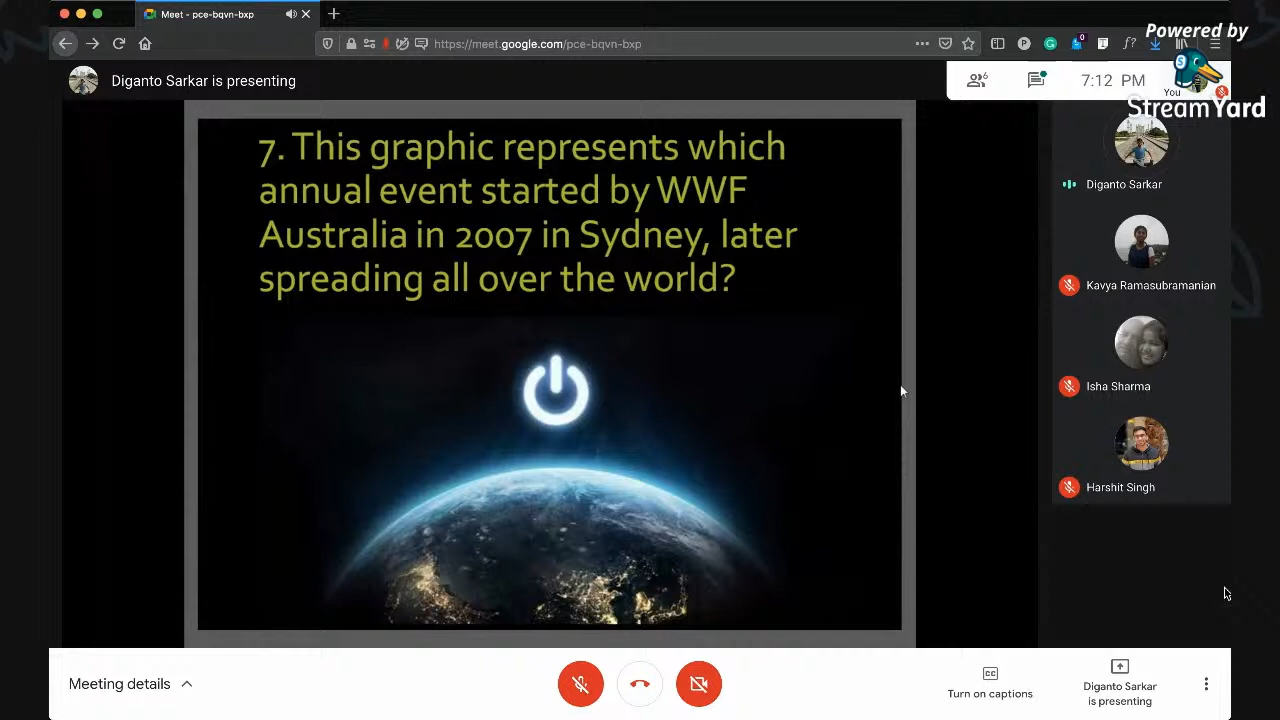 Meet - pce-bqvn-bxp
Powered by
https://meet.google.com/pce-bqvn-bxp
0
Diganto Sarkar is presenting
6
7:12 PM
You
StreamYard
7. This graphic represents which
annual event started by WWF
Australia in 2007 in Sydney, later
spreading all over the world?
Diganto Sarkar
Kavya Ramasubramanian
Isha Sharma
Harshit Singh
Meeting details
Turn on captions
Diganto Sarkar
is presenting